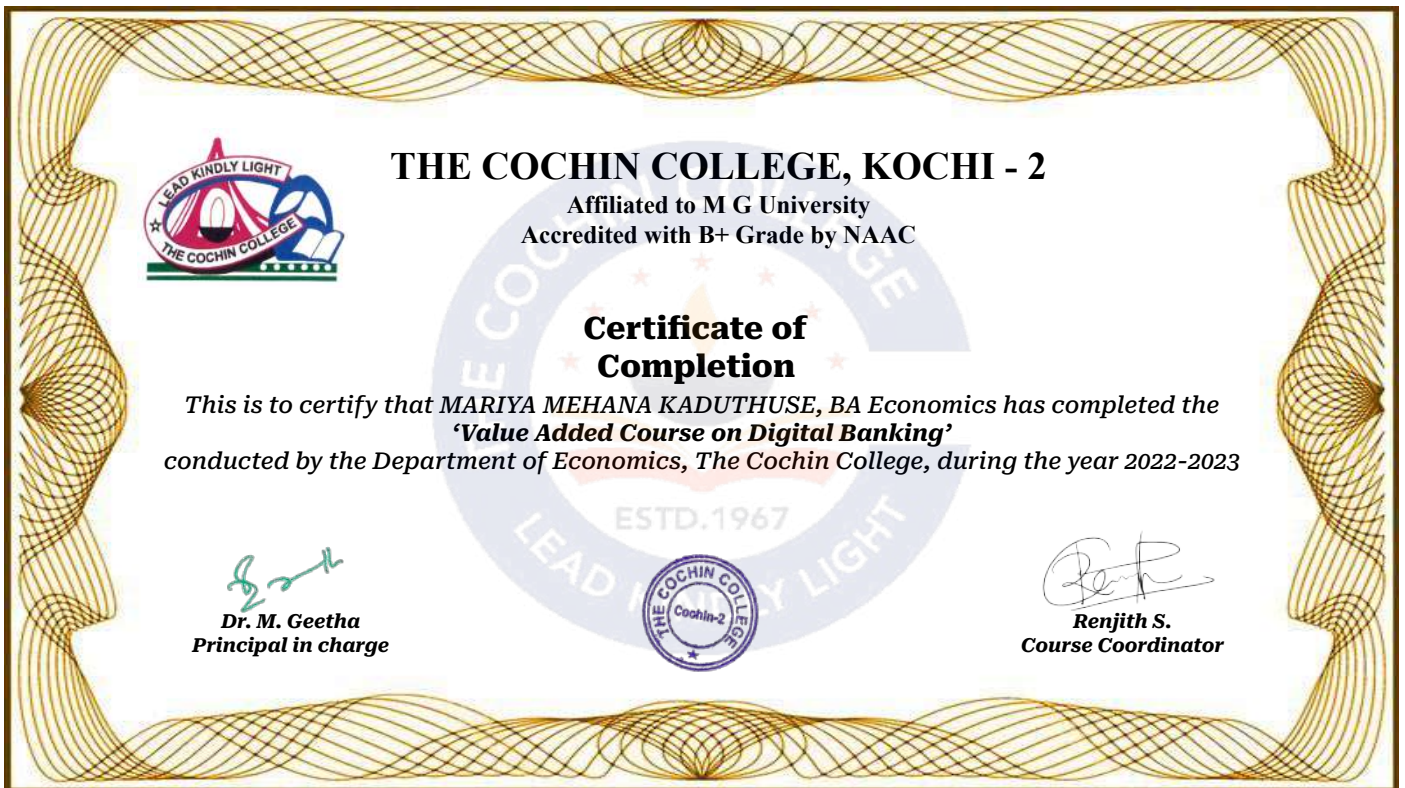 LEAD KINDLY LIGHT
THE COCHIN COLLEGE
THE COCHIN COLLEGE, KOCHI - 2
Affiliated to M G University
Accredited with B+ Grade by NAAC
THE COCHIN COLLEGE
Certificate of
Completion
This is to certify that MARIYA MEHANA KADUTHUSE, BA Economics has completed the
‘Value Added Course on Digital Banking’
conducted by the Department of Economics, The Cochin College, during the year 2022-2023
ESTD.1967
LEAD KINDLY LIGHT
THE COCHIN COLLEGE
Cochin-2
Dr. M. Geetha
Principal in charge
Renjith S.
Course Coordinator